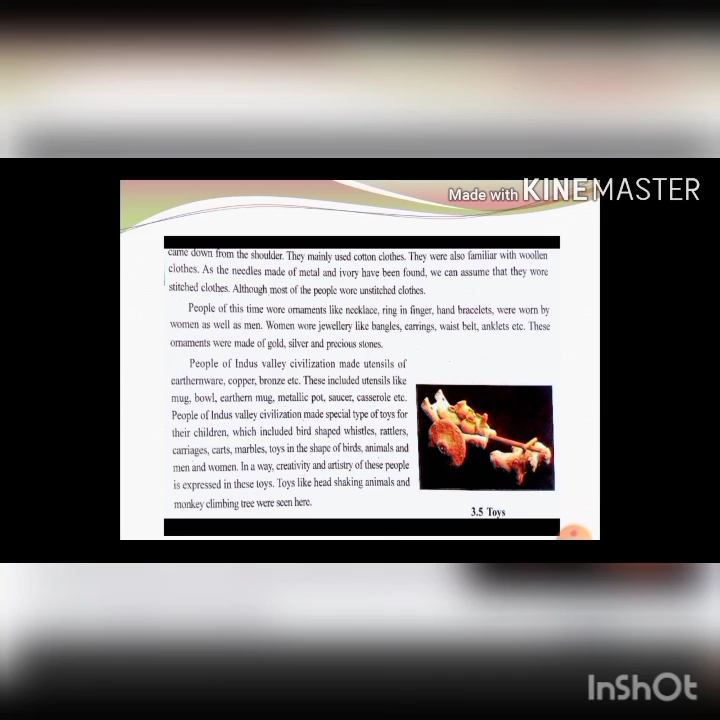 Made with KINEMASTER
came down from the shoulder. They mainly used cotton clothes. They were also familiar with woollen
clothes. As the needles made of metal and ivory have been found, we can assume that they wore
stitched clothes. Although most of the people wore unstitched clothes.
People of this time wore ornaments like necklace, ring in finger, hand bracelets, were worn by
women as well as men. Women wore jewellery like bangles, earrings, waist belt, anklets etc. These
ornaments were made of gold, silver and precious stones.
People of Indus valley civilization made utensils of
earthernware, copper, bronze etc. These included utensils like
mug, bowl, earthern mug, metallic pot, saucer, casserole etc.
People of Indus valley civilization made special type of toys for
their children, which included bird shaped whistles, rattlers,
carriages, carts, marbles, toys in the shape of birds, animals and
men and women. In a way, creativity and artistry of these people
is expressed in these toys. Toys like head shaking animals and
monkey climbing tree were seen here.
3.5 Toys
InShOt